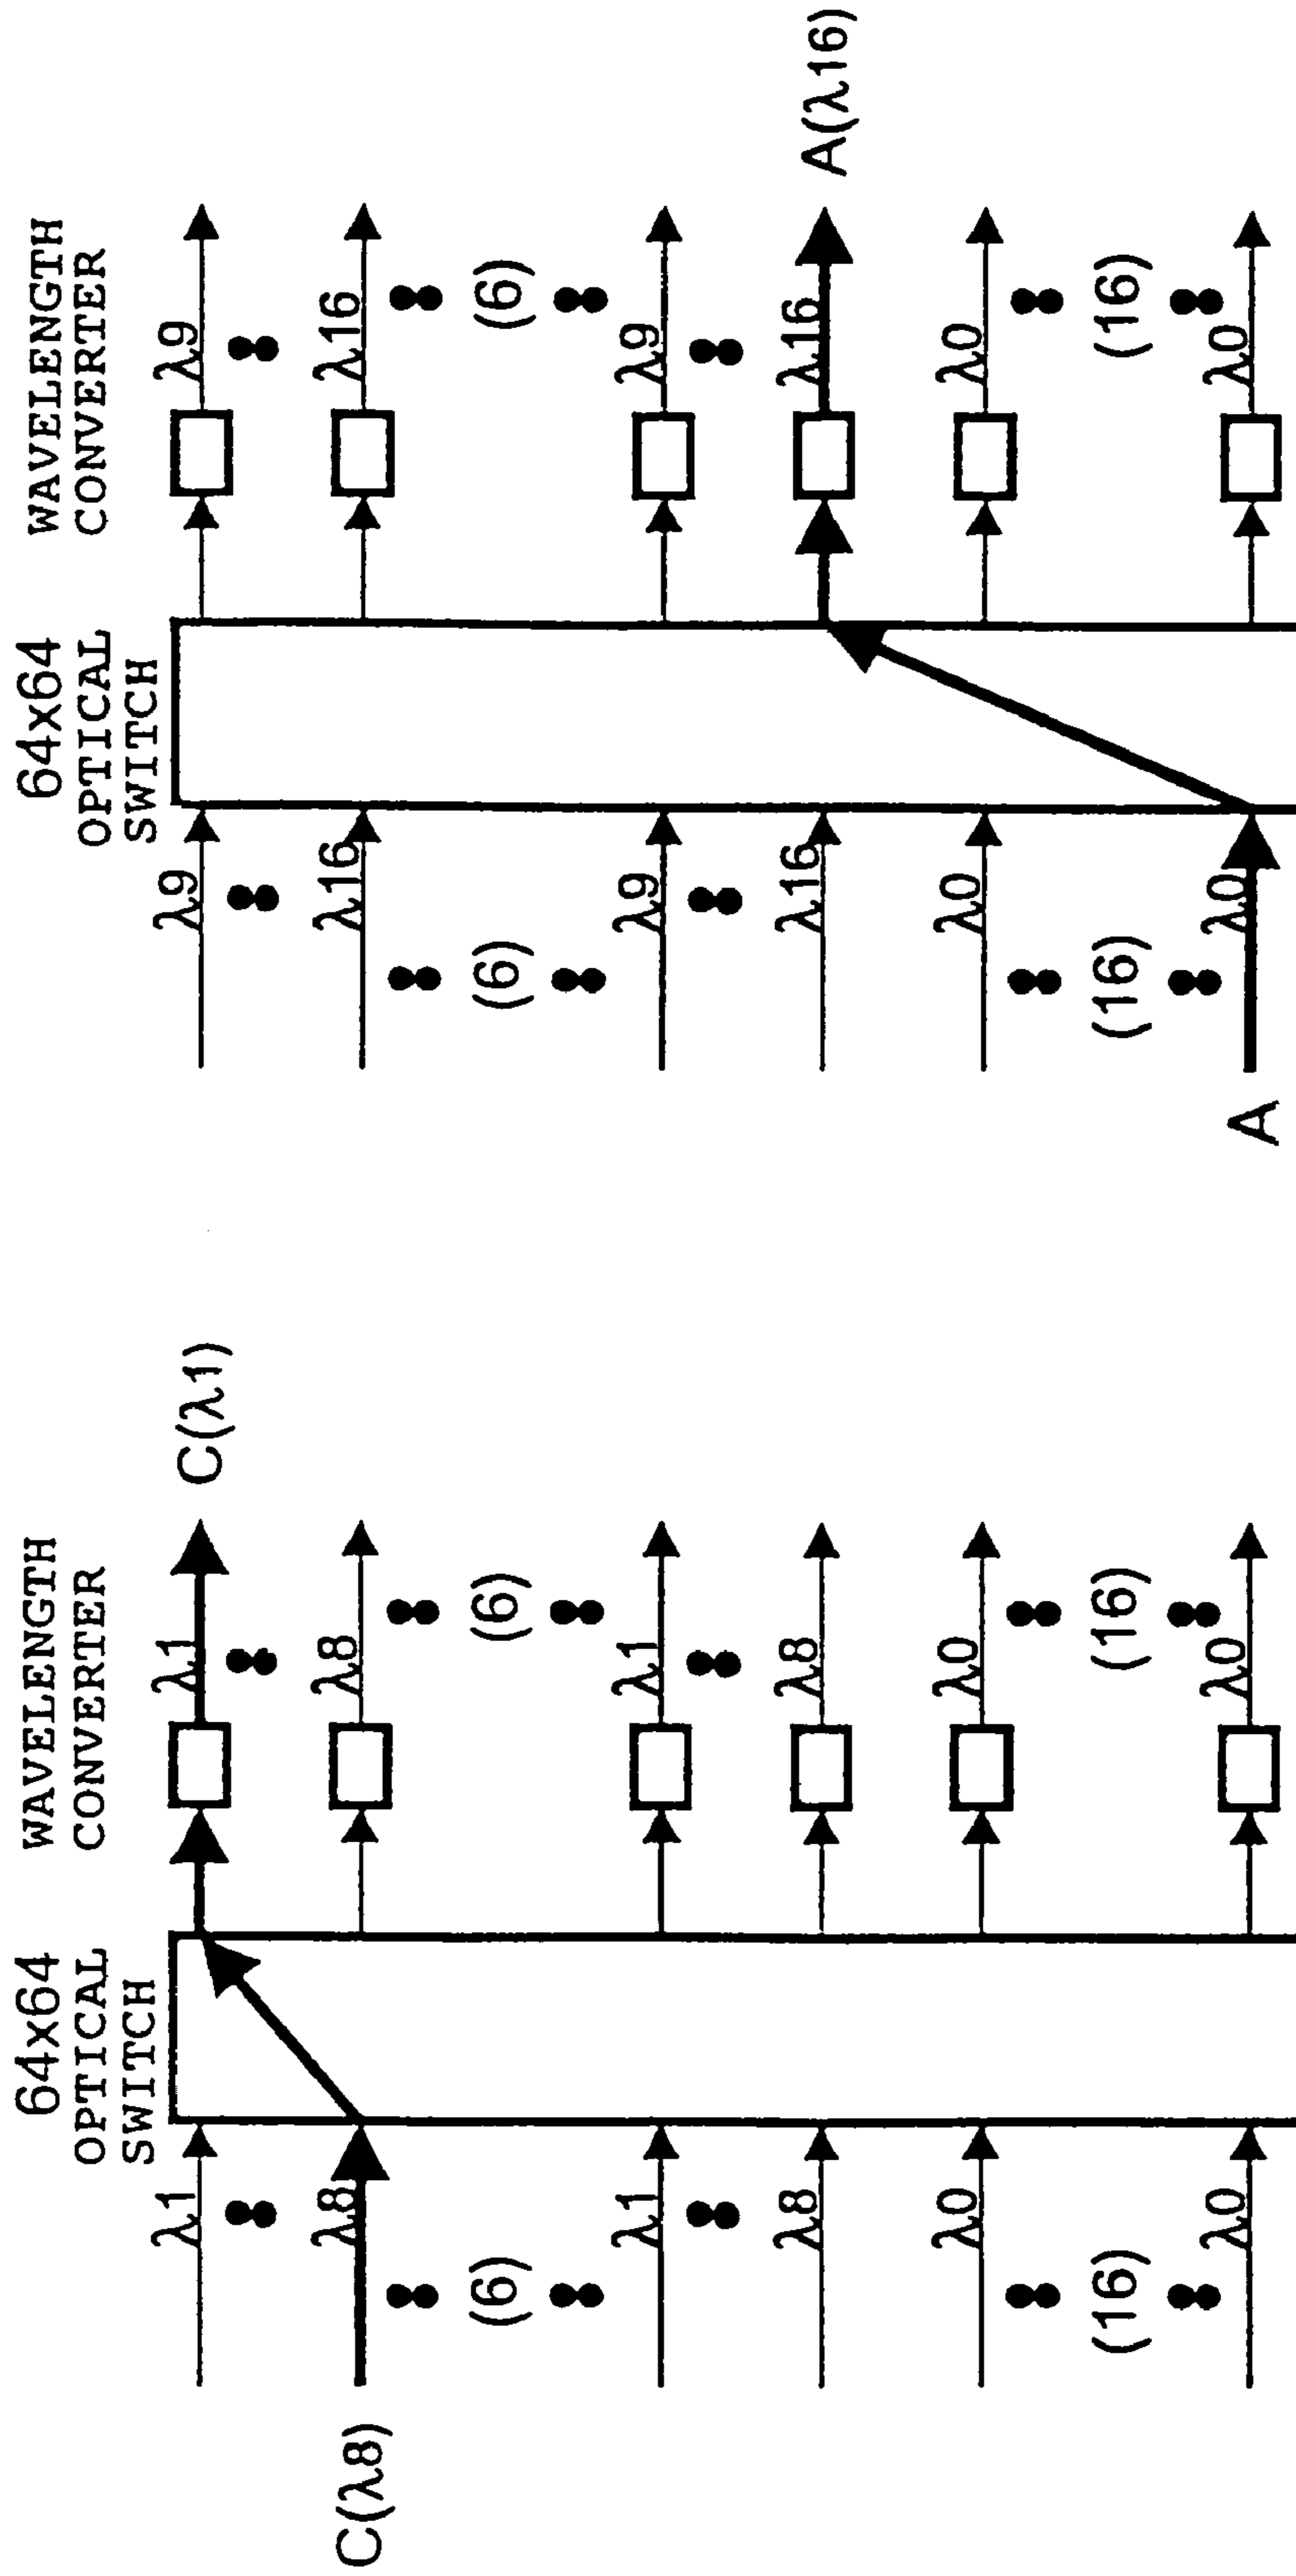 64x64
OPTICAL
SWITCH
WAVELENGTH
CONVERTER
λ1
λ1
C(λ1)
C(λ8)
λ8
λ8
(6)
(6)
λ1
λ1
λ8
λ8
λ0
λ0
(16)
(16)
λ0
λ0
64x64
OPTICAL
SWITCH
WAVELENGTH
CONVERTER
λ9
λ9
λ16
λ16
(6)
(6)
λ9
λ9
λ16
λ16
A(λ16)
λ0
λ0
(16)
(16)
A
λ0
λ0